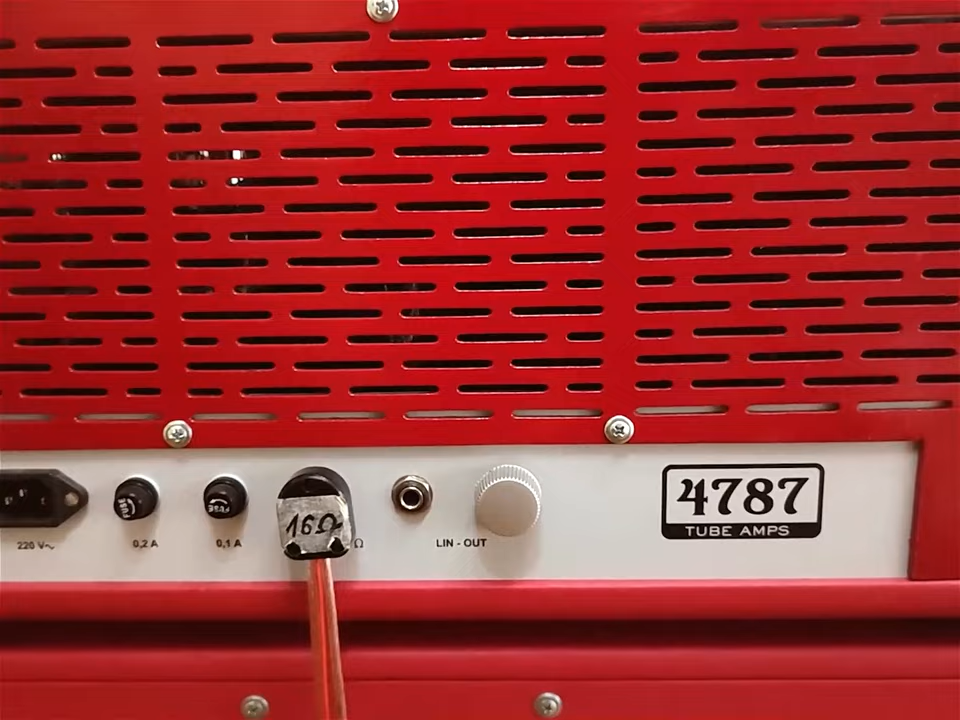 FUSE
FUSE
16Ω
220 V~
0,2 A
0,1 A
Ω
LIN - OUT
4787
TUBE AMPS